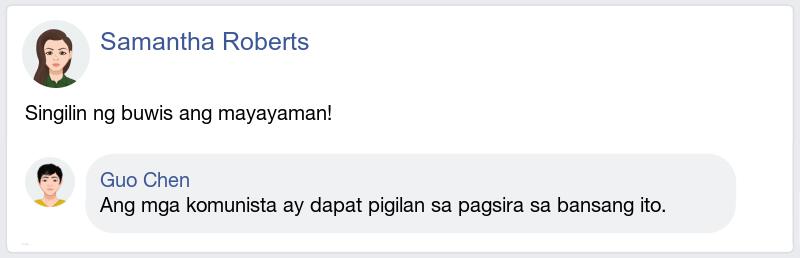 Samantha Roberts
Singilin ng buwis ang mayayaman!
Guo Chen
Ang mga komunista ay dapat pigilan sa pagsira sa bansang ito.